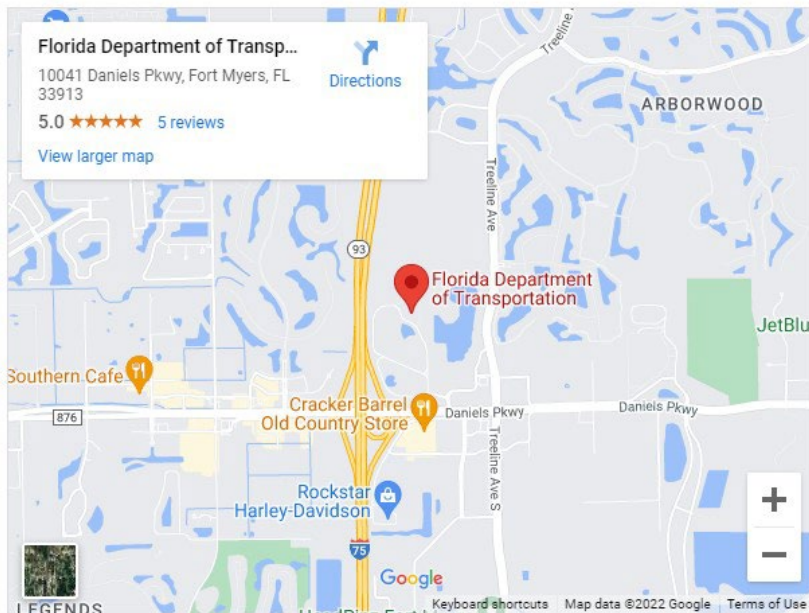 Florida Department of Transp...
10041 Daniels Pkwy, Fort Myers, FL
33913
5.0
5 reviews
View larger map
Directions
Treeline
ARBORWOOD
Treeline
Treeline Ave
93
Florida Department
of Transportation
JetBlu
Southern Cafe
876
Cracker Barrel
Old Country Store
Daniels Pkwy
Daniels Pkwy
Treeline Ave S
Rockstar
Harley-Davidson
75
Google
LEGENDS
Keyboard shortcuts
Map data ©2022 Google
Terms of Use